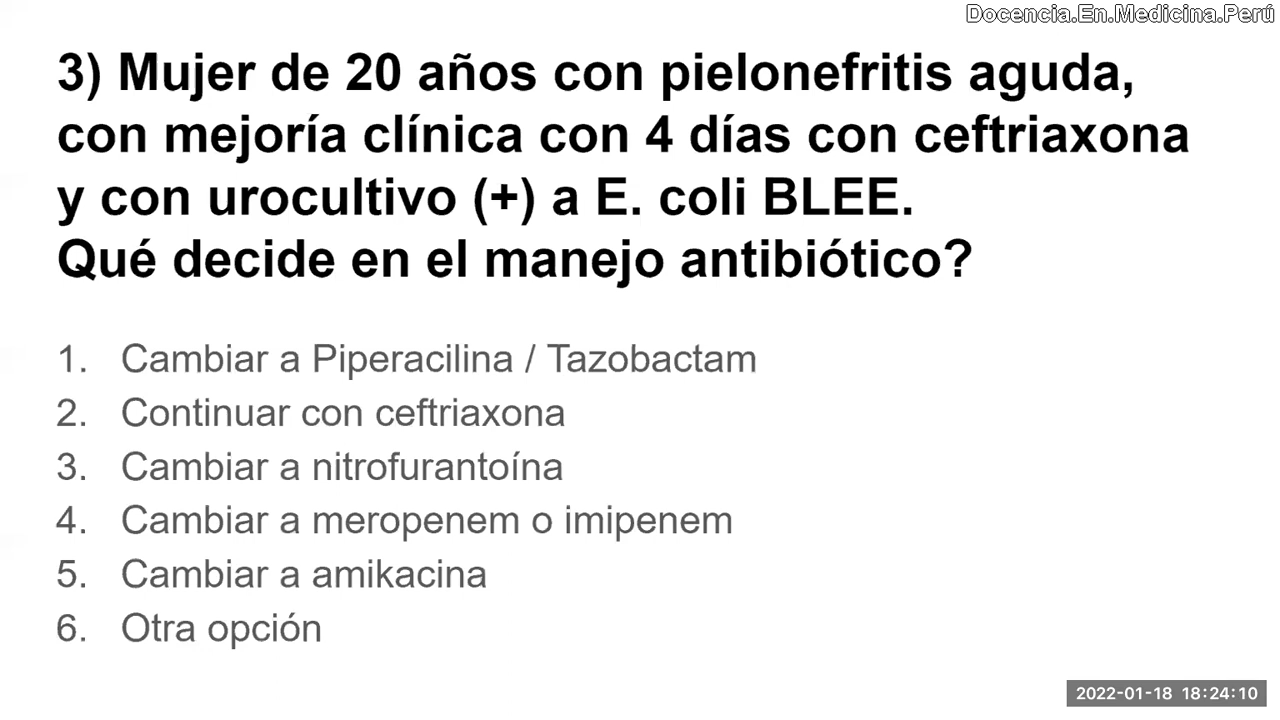 Docencia.En.Medicina.Perú
3) Mujer de 20 años con pielonefritis aguda,
con mejoría clínica con 4 días con ceftriaxona
y con urocultivo (+) a E. coli BLEE.
Qué decide en el manejo antibiótico?
1. Cambiar a Piperacilina / Tazobactam
2. Continuar con ceftriaxona
3. Cambiar a nitrofurantoína
4. Cambiar a meropenem o imipenem
5. Cambiar a amikacina
6. Otra opción
2022-01-18 18:24:10